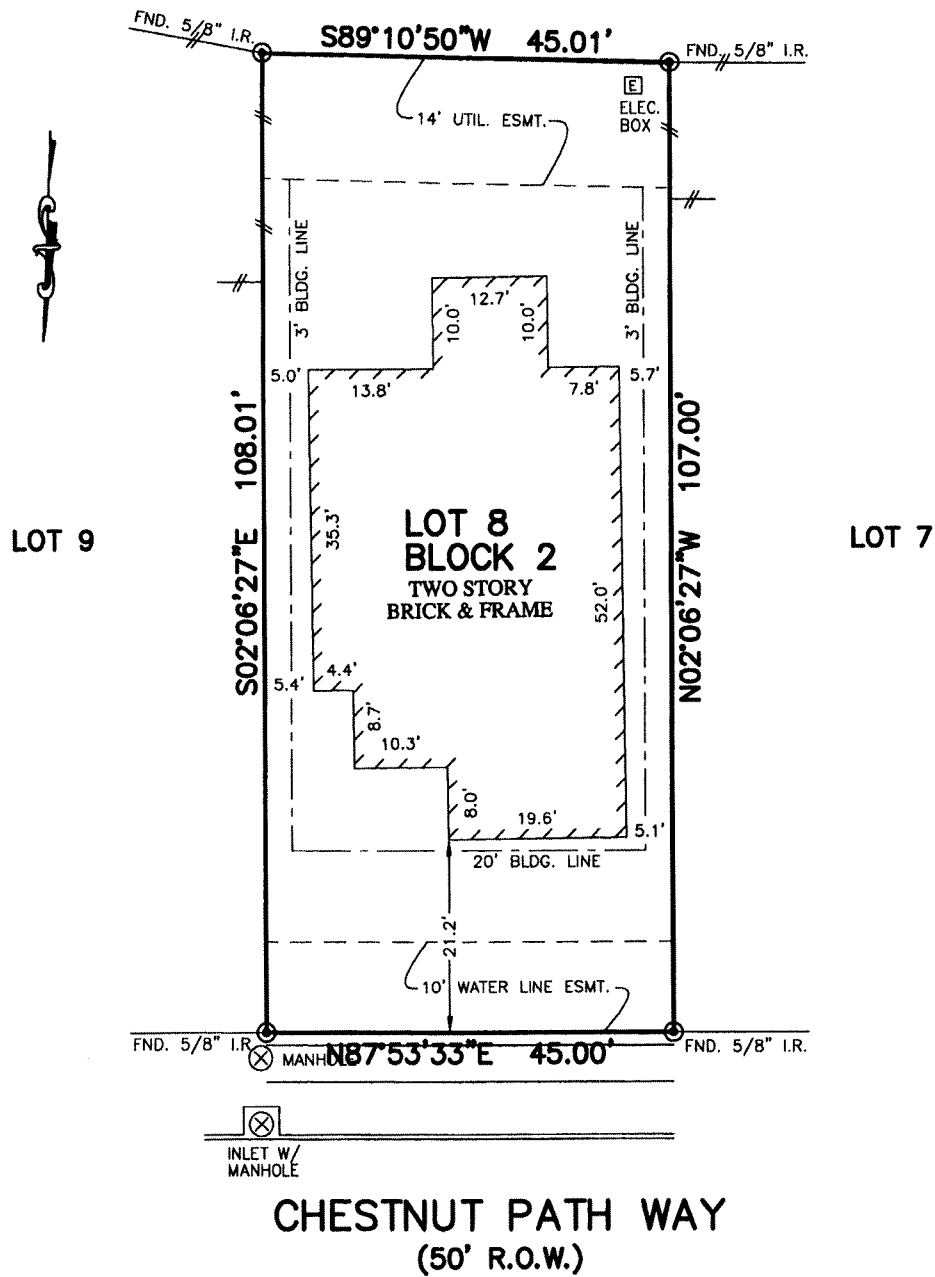 FND. 5/8" I.R.
S89°10'50"W 45.01'
FND. 5/8" I.R.
E
ELEC.
BOX
14' UTIL. ESMT.
3' BLDG. LINE
3' BLDG. LINE
12.7'
10.0'
10.0'
5.0'
13.8'
7.8'
5.7'
S02°06'27"E 108.01'
N02°06'27"W 107.00'
LOT 9
LOT 8
BLOCK 2
TWO STORY
BRICK & FRAME
LOT 7
35.3'
52.0'
5.4'
4.4'
8.7'
10.3'
8.0'
19.6'
5.1'
20' BLDG. LINE
21.2'
10' WATER LINE ESMT.
FND. 5/8" I.R.
N87°53'33"E 45.00'
FND. 5/8" I.R.
MANHOLE
INLET W/
MANHOLE
CHESTNUT PATH WAY
(50' R.O.W.)